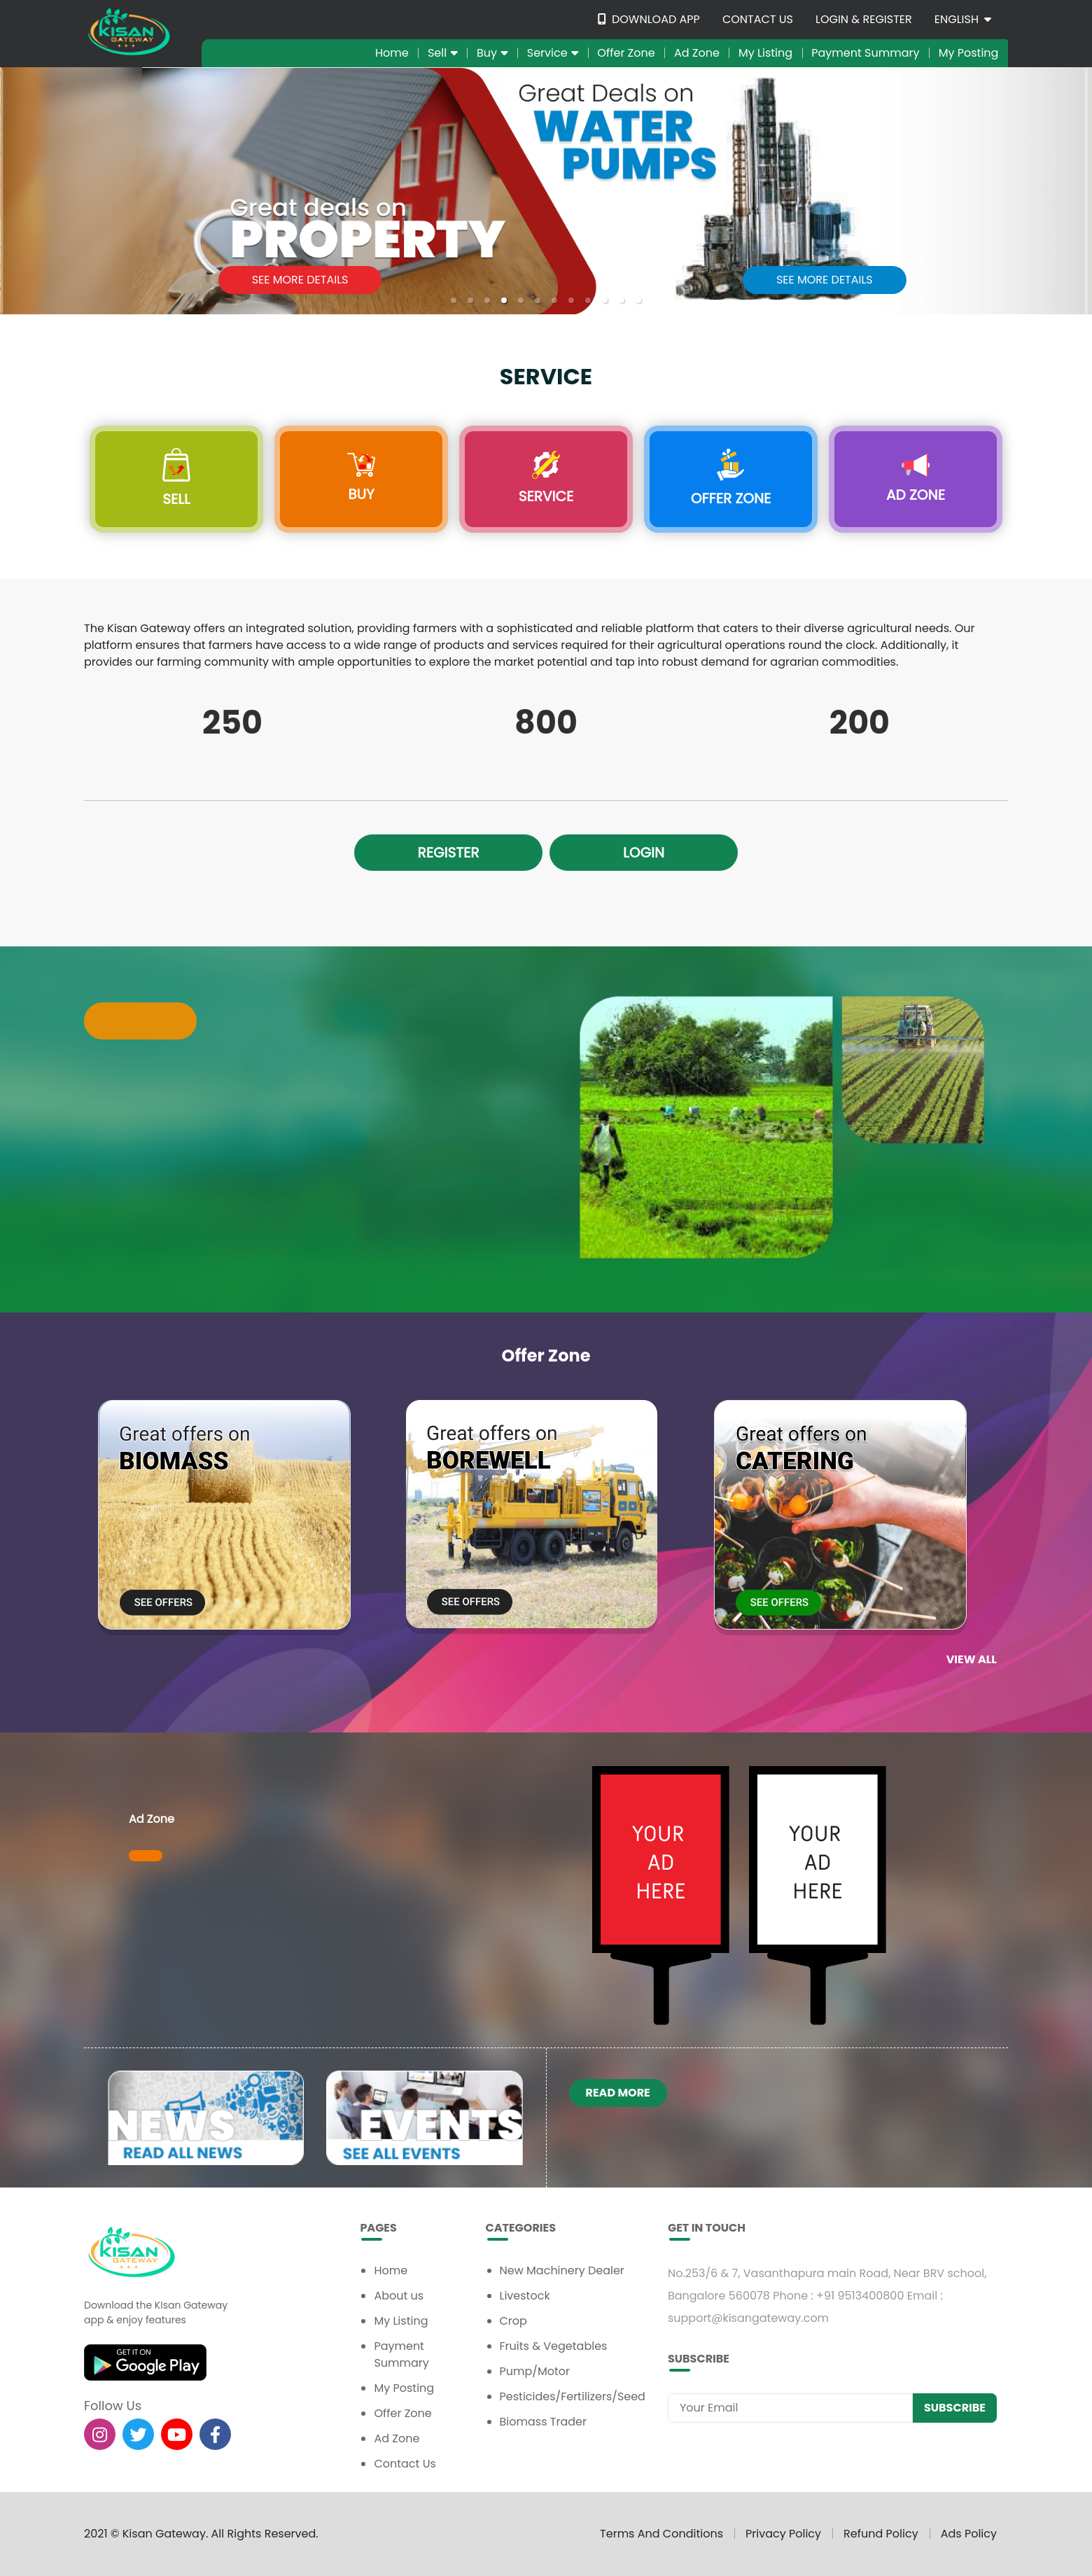 KISAN
GATEWAY
DOWNLOAD APP
CONTACT US
LOGIN & REGISTER
ENGLISH
Home
Sell
Buy
Service
Offer Zone
Ad Zone
My Listing
Payment Summary
My Posting
Great deals on
PROPERTY
SEE MORE DETAILS
Great Deals on
WATER
PUMPS
SEE MORE DETAILS
SERVICE
SELL
BUY
SERVICE
OFFER ZONE
AD ZONE
The Kisan Gateway offers an integrated solution, providing farmers with a sophisticated and reliable platform that caters to their diverse agricultural needs. Our
platform ensures that farmers have access to a wide range of products and services required for their agricultural operations round the clock. Additionally, it
provides our farming community with ample opportunities to explore the market potential and tap into robust demand for agrarian commodities.
250
800
200
REGISTER
LOGIN
Offer Zone
Great offers on
BIOMASS
SEE OFFERS
Great offers on
BOREWELL
SEE OFFERS
Great offers on
CATERING
SEE OFFERS
VIEW ALL
Ad Zone
YOUR
AD
HERE
YOUR
AD
HERE
NEWS
READ ALL NEWS
EVENTS
SEE ALL EVENTS
READ MORE
KISAN
GATEWAY
Download the KIsan Gateway
app & enjoy features
GET IT ON
Google Play
Follow Us
PAGES
Home
About us
My Listing
Payment
Summary
My Posting
Offer Zone
Ad Zone
Contact Us
CATEGORIES
New Machinery Dealer
Livestock
Crop
Fruits & Vegetables
Pump/Motor
Pesticides/Fertilizers/Seed
Biomass Trader
GET IN TOUCH
No.253/6 & 7, Vasanthapura main Road, Near BRV school,
Bangalore 560078 Phone : +91 9513400800 Email :
support@kisangateway.com
SUBSCRIBE
Your Email
SUBSCRIBE
2021 © Kisan Gateway. All Rights Reserved.
Terms And Conditions
Privacy Policy
Refund Policy
Ads Policy